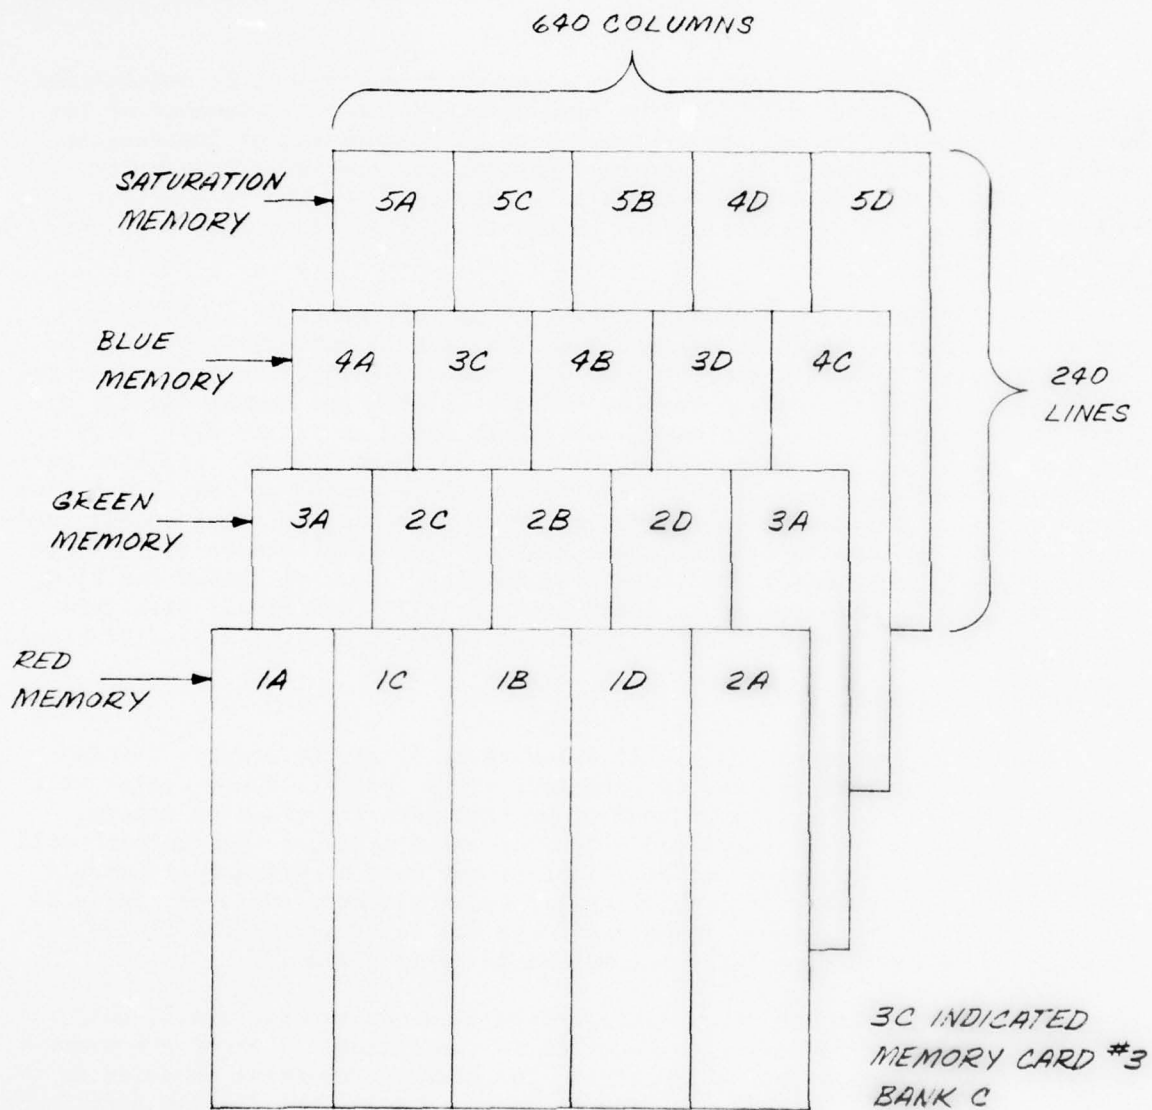 640 COLUMNS
SATURATION
MEMORY
5A 5C 5B 4D 5D
BLUE
MEMORY
4A 3C 4B 3D 4C
240
LINES
GREEN
MEMORY
3A 2C 2B 2D 3A
RED
MEMORY
1A 1C 1B 1D 2A
3C INDICATED
MEMORY CARD #3
BANK C